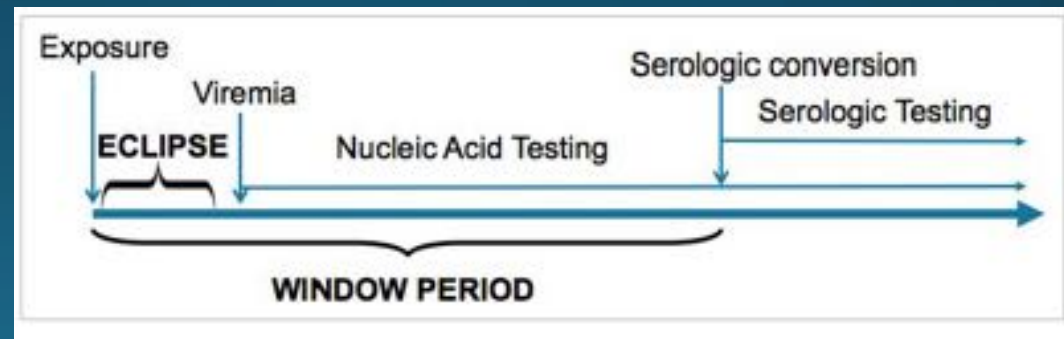 Exposure
Serologic conversion
Viremia
Serologic Testing
ECLIPSE
Nucleic Acid Testing
WINDOW PERIOD